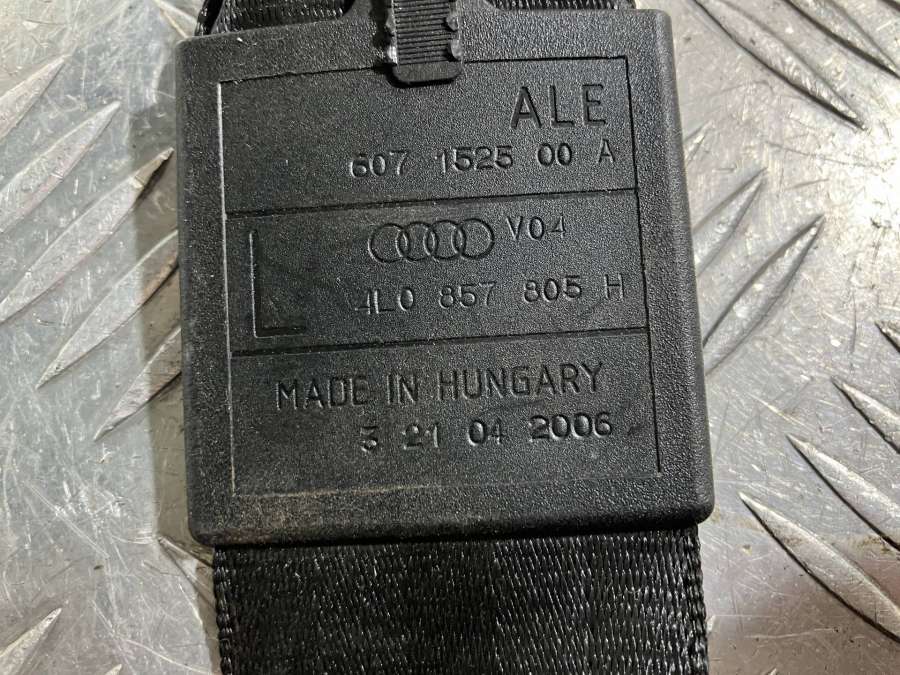 ALE
607 1525 00 A
V04
L
4L0 857 805 H
MADE IN HUNGARY
3 21 04 2006